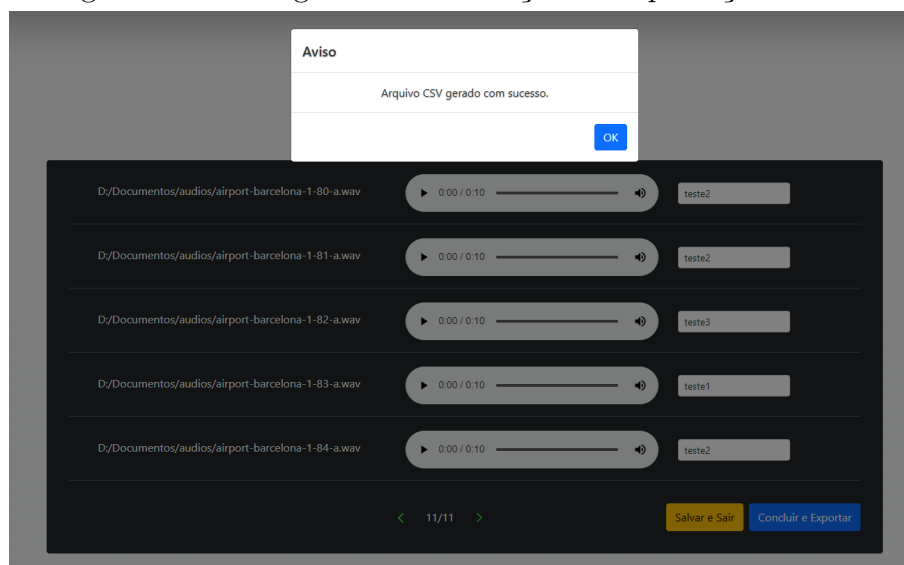 Aviso
Arquivo CSV gerado com sucesso.
OK
D:/Documentos/audios/airport-barcelona-1-80-a.wav 0:00 / 0:10 teste2
D:/Documentos/audios/airport-barcelona-1-81-a.wav 0:00 / 0:10 teste2
D:/Documentos/audios/airport-barcelona-1-82-a.wav 0:00 / 0:10 teste3
D:/Documentos/audios/airport-barcelona-1-83-a.wav 0:00 / 0:10 teste1
D:/Documentos/audios/airport-barcelona-1-84-a.wav 0:00 / 0:10 teste2
< 11/11 > Salvar e Sair Concluir e Exportar